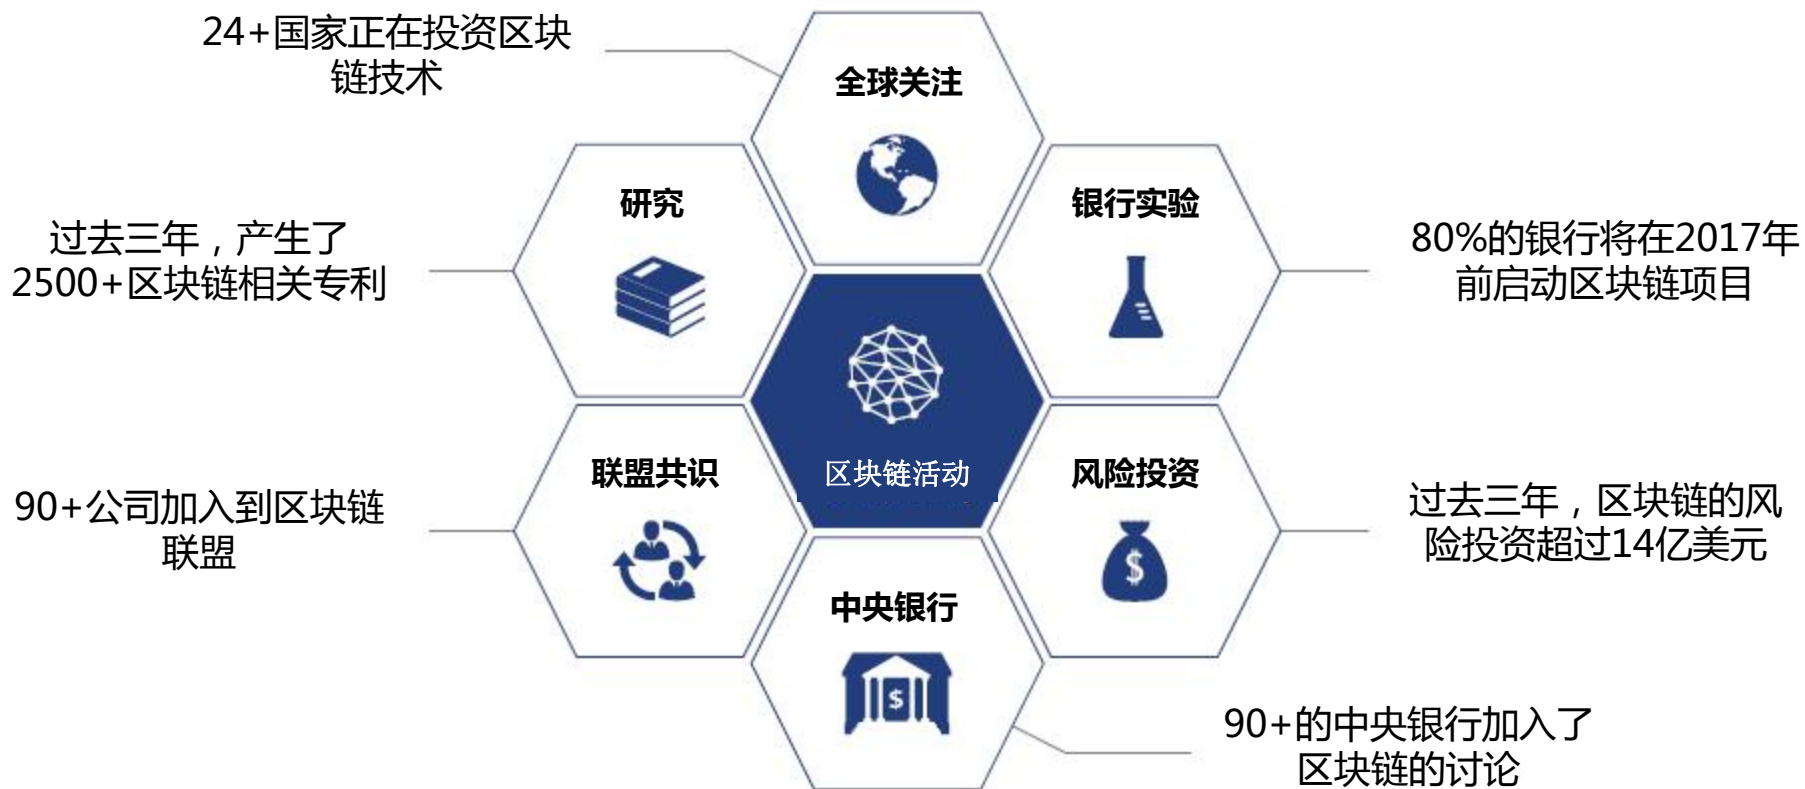 24+国家正在投资区块
链技术
全球关注
研究
银行实验
过去三年，产生了
2500+区块链相关专利
80%的银行将在2017年
前启动区块链项目
区块链活动
联盟共识
风险投资
90+公司加入到区块链
联盟
过去三年，区块链的风
险投资超过14亿美元
$
中央银行
$
90+的中央银行加入了
区块链的讨论